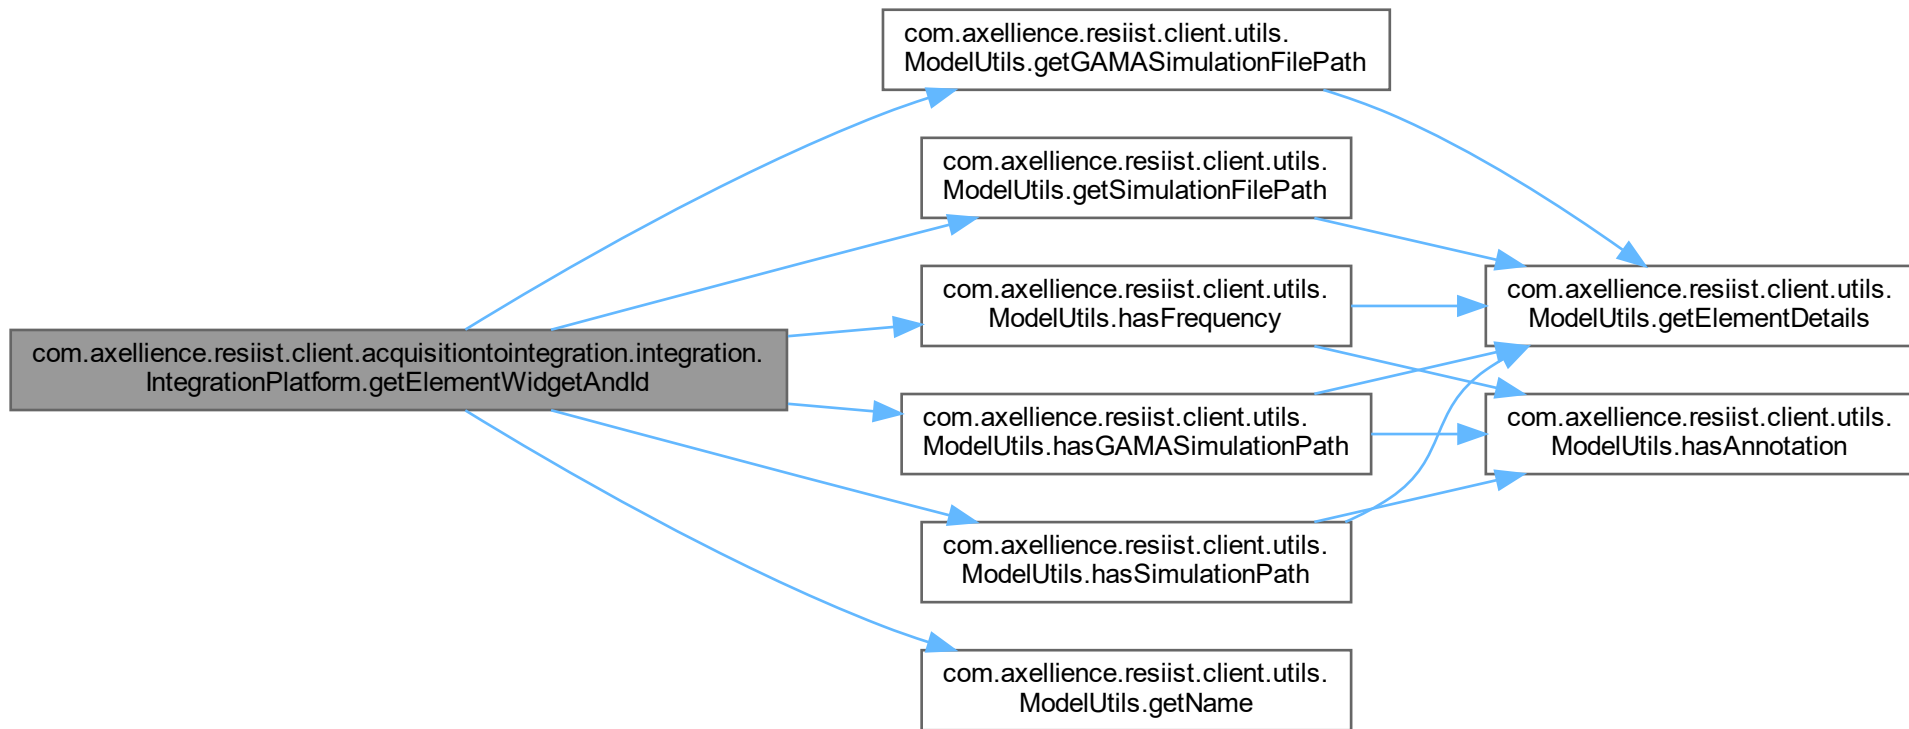 com.axellience.resiist.client.acquisitiontointegration.integration.
IntegrationPlatform.getElementWidgetAndId
com.axellience.resiist.client.utils.
ModelUtils.getGAMASimulationFilePath
com.axellience.resiist.client.utils.
ModelUtils.getSimulationFilePath
com.axellience.resiist.client.utils.
ModelUtils.hasFrequency
com.axellience.resiist.client.utils.
ModelUtils.hasGAMASimulationPath
com.axellience.resiist.client.utils.
ModelUtils.hasSimulationPath
com.axellience.resiist.client.utils.
ModelUtils.getName
com.axellience.resiist.client.utils.
ModelUtils.getElementDetails
com.axellience.resiist.client.utils.
ModelUtils.hasAnnotation